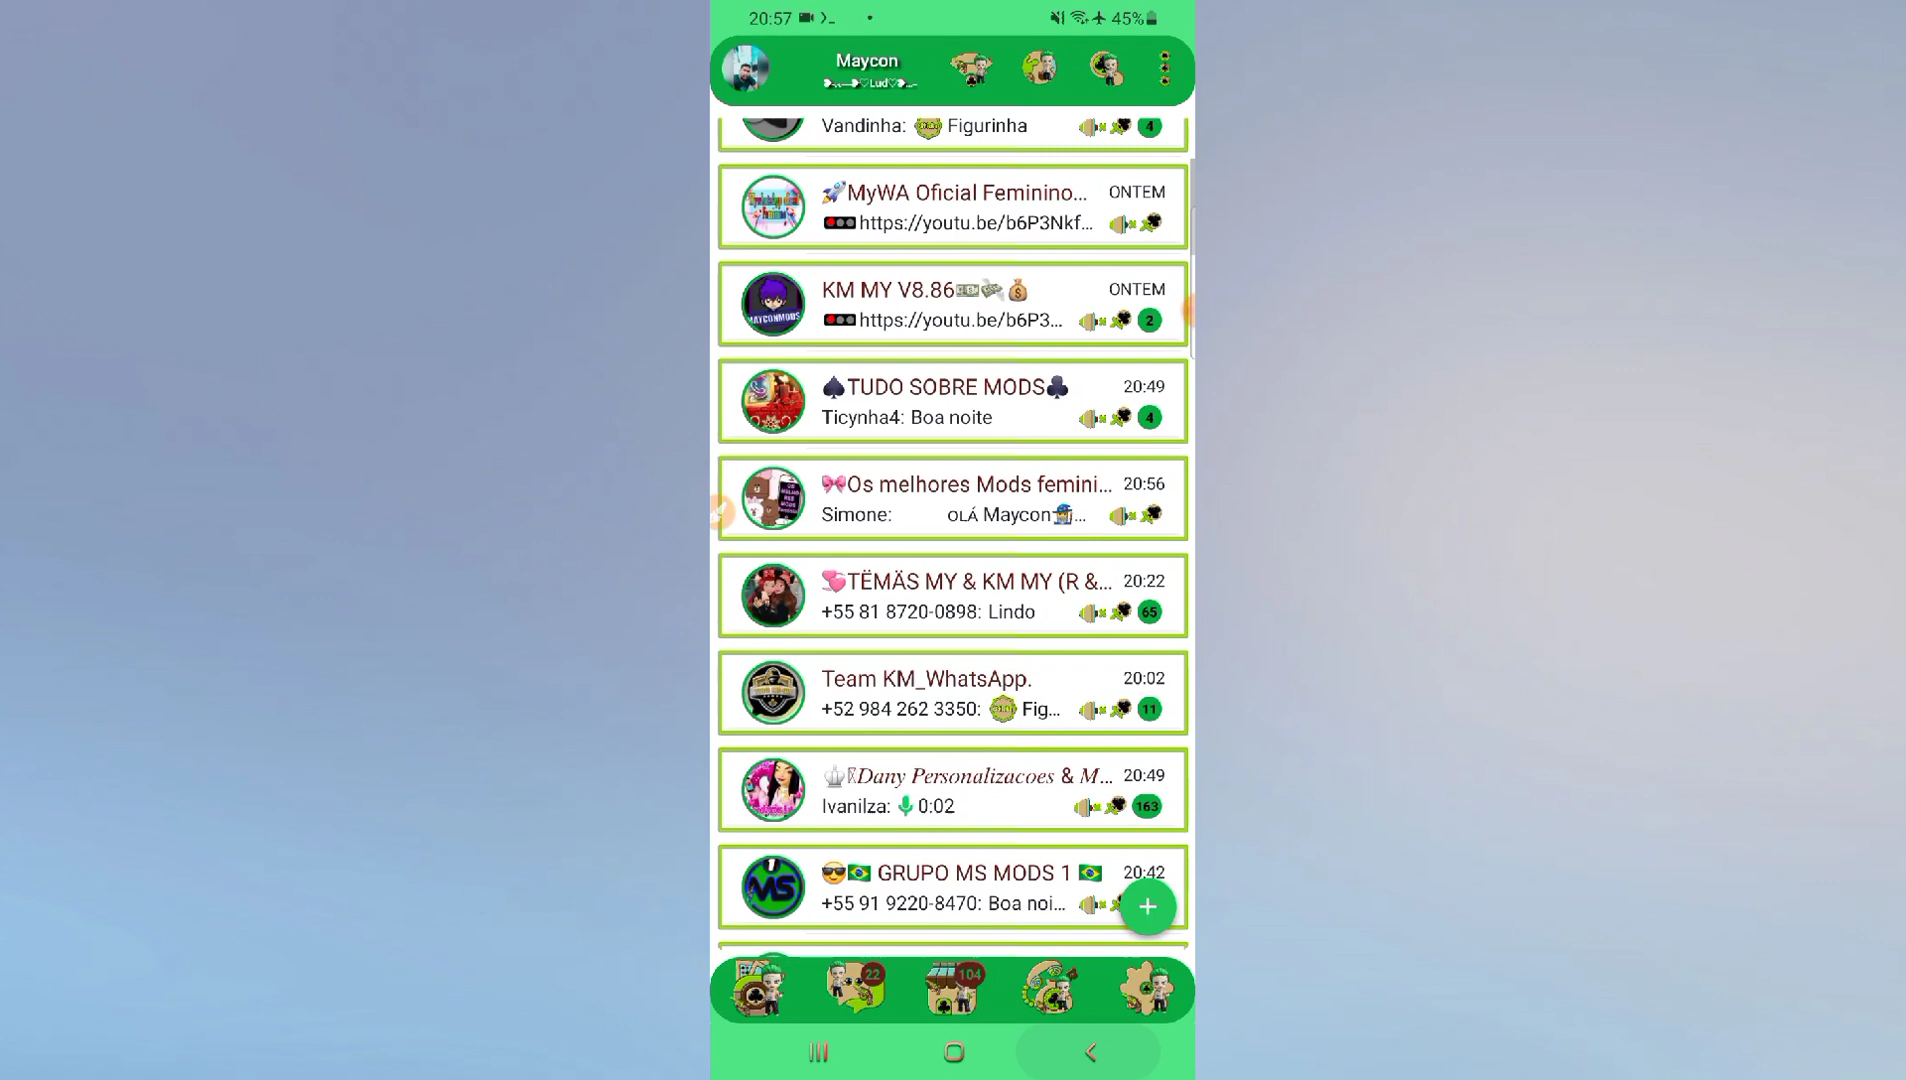 20:57
45%
Maycon
♡Lud♡
Vandinha: Figurinha
4
🚀MyWA Oficial Feminino...
ONTEM
https://youtu.be/b6P3Nkf...
KM MY V8.86💵💸💰
ONTEM
MAYCONMODS
https://youtu.be/b6P3...
2
♠TUDO SOBRE MODS♣
20:49
Ticynha4: Boa noite
4
🎀Os melhores Mods femini...
20:56
Simone: OLÁ Maycon...
💞TËMÄS MY & KM MY (R &...
20:22
+55 81 8720-0898: Lindo
65
Team KM_WhatsApp.
20:02
+52 984 262 3350: Fig...
11
Dany Personalizacoes & M...
20:49
Ivanilza: 0:02
163
😎🇧🇷 GRUPO MS MODS 1 🇧🇷
20:42
1
MS
+55 91 9220-8470: Boa noi...
22
104